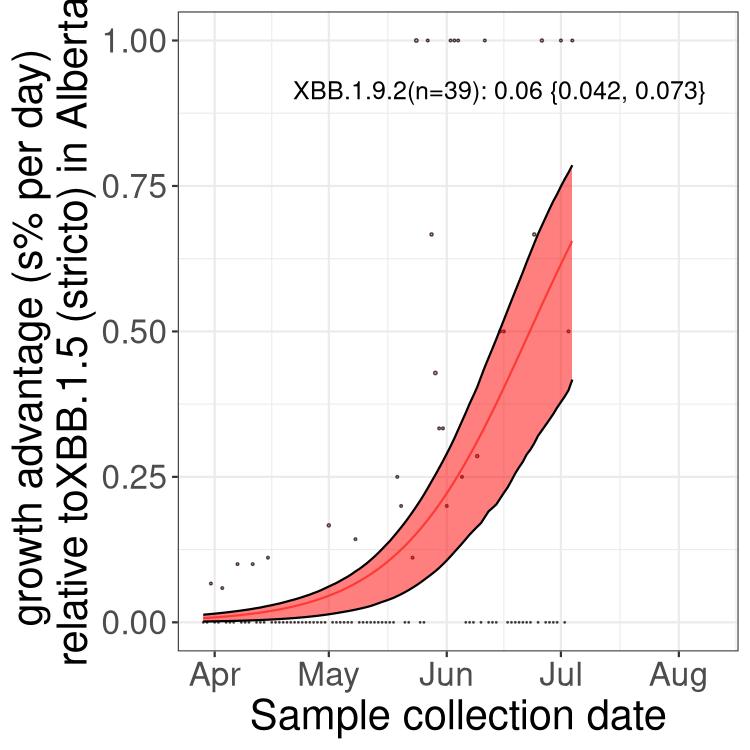 growth advantage (s% per day)
relative toXBB.1.5 (stricto) in Alberta
1.00
XBB.1.9.2(n=39): 0.06 {0.042, 0.073}
0.75
0.50
0.25
0.00
Apr May Jun Jul Aug
Sample collection date